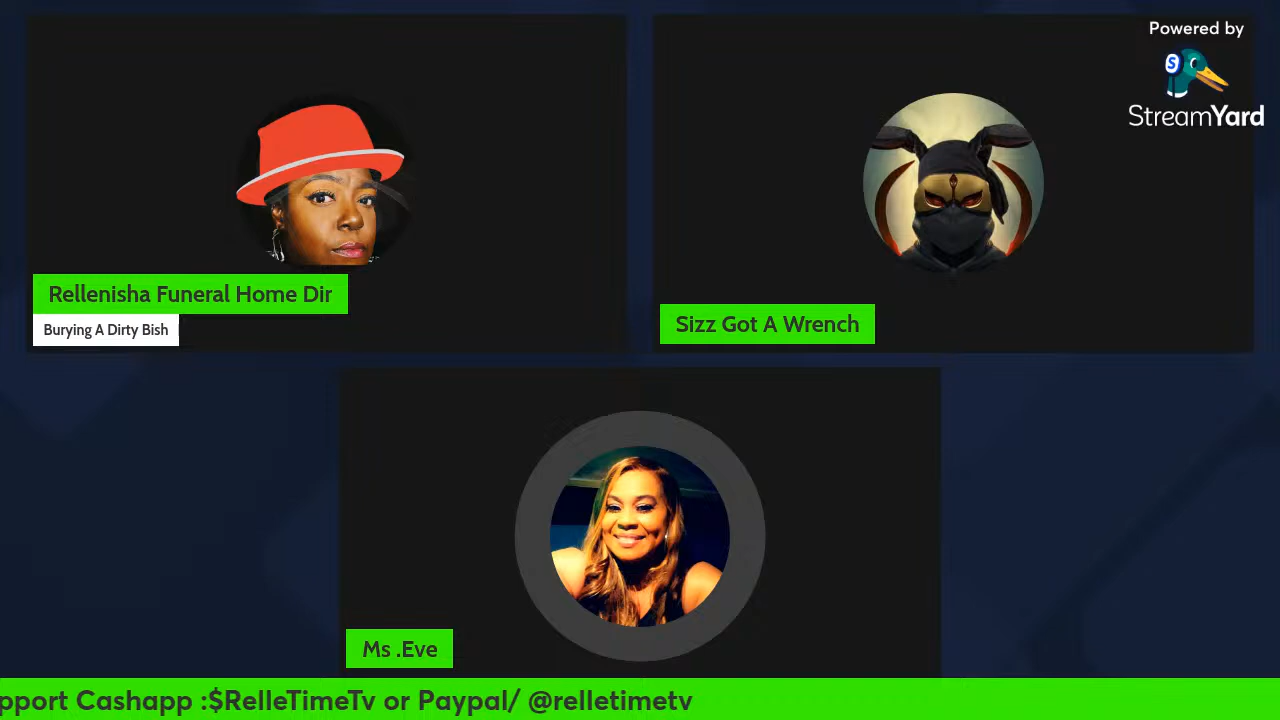 Powered by
S
StreamYard
Rellenisha Funeral Home Dir
Burying A Dirty Bish
Sizz Got A Wrench
Ms .Eve
pport Cashapp :$RelleTimeTv or Paypal/ @relletimetv